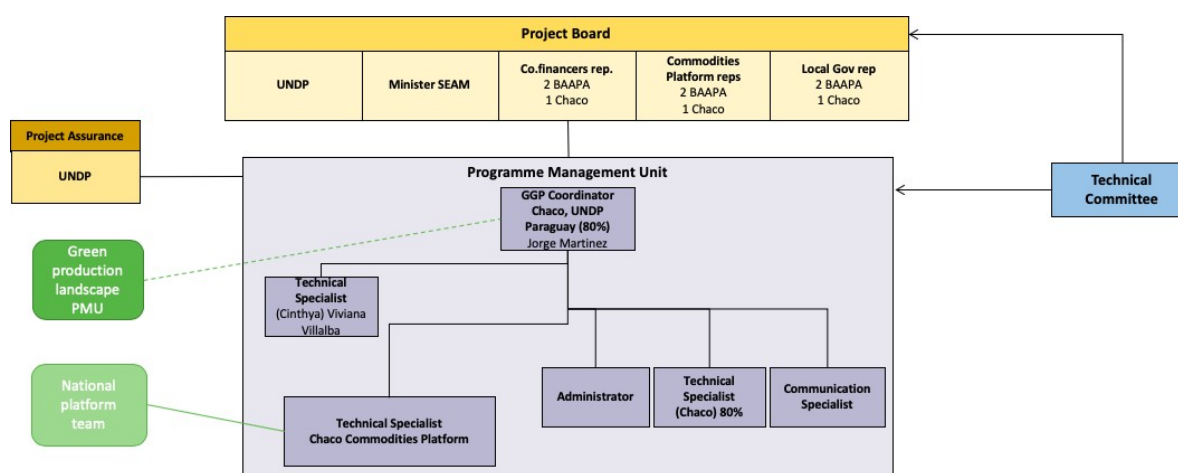 Project Board
UNDP
Minister SEAM
Co.financers rep.
2 BAAPA
1 Chaco
Commodities
Platform reps
2 BAAPA
1 Chaco
Local Gov rep
2 BAAPA
1 Chaco
Project Assurance
UNDP
Technical
Committee
Programme Management Unit
GGP Coordinator
Chaco, UNDP
Paraguay (80%)
Jorge Martinez
Green
production
landscape
PMU
Technical
Specialist
(Cinthya) Viviana
Villalba
National
platform
team
Technical Specialist
Chaco Commodities Platform
Administrator
Technical
Specialist
(Chaco) 80%
Communication
Specialist